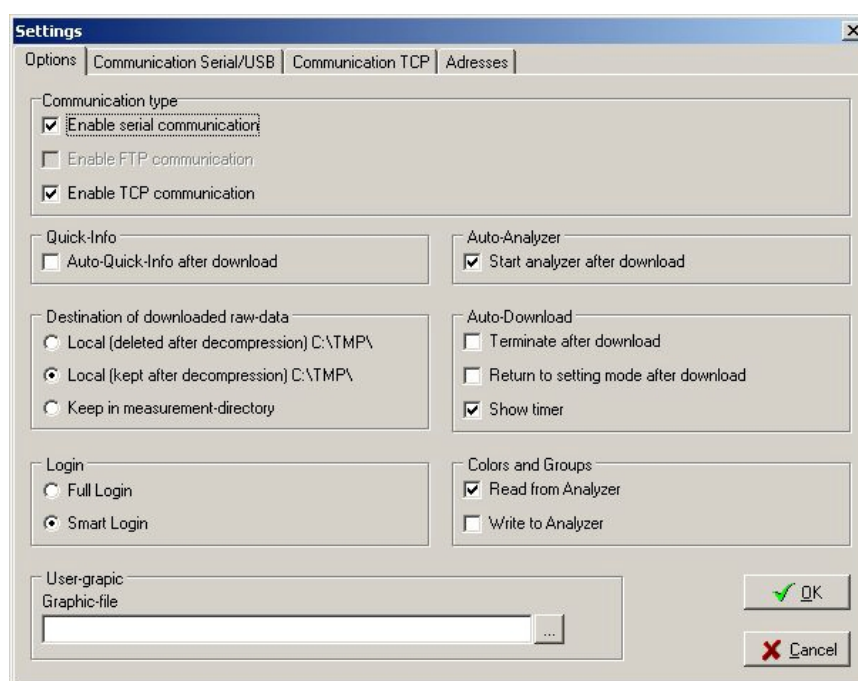 Settings
Options Communication Serial/USB Communication TCP Adresses
Communication type
Enable serial communication
Enable FTP communication
Enable TCP communication
Quick-Info
Auto-Quick-Info after download
Auto-Analyzer
Start analyzer after download
Destination of downloaded raw-data
Local (deleted after decompression) C:\TMP\
Local (kept after decompression) C:\TMP\
Keep in measurement-directory
Auto-Download
Terminate after download
Return to setting mode after download
Show timer
Login
Full Login
Smart Login
Colors and Groups
Read from Analyzer
Write to Analyzer
User-grapic
Graphic-file
...
OK
Cancel